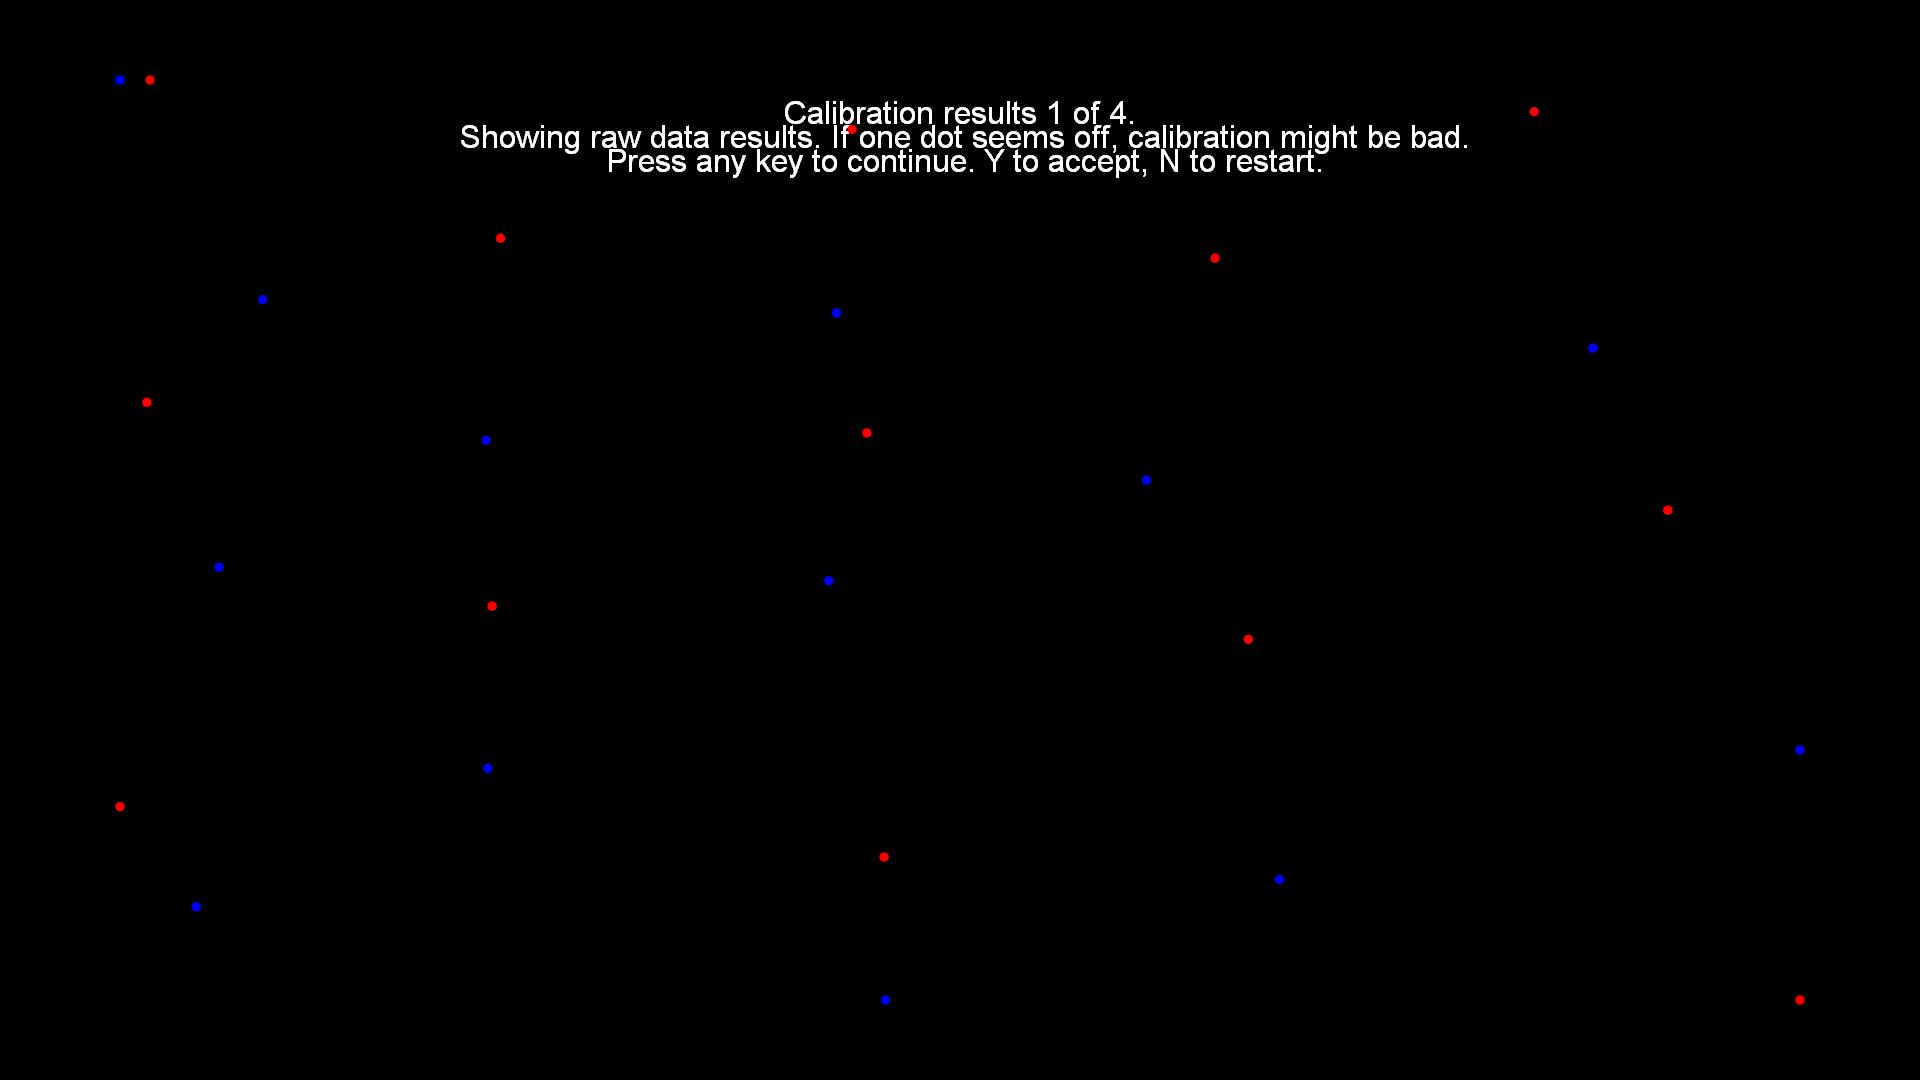 Calibration results 1 of 4.
Showing raw data results. If one dot seems off, calibration might be bad.
Press any key to continue. Y to accept, N to restart.